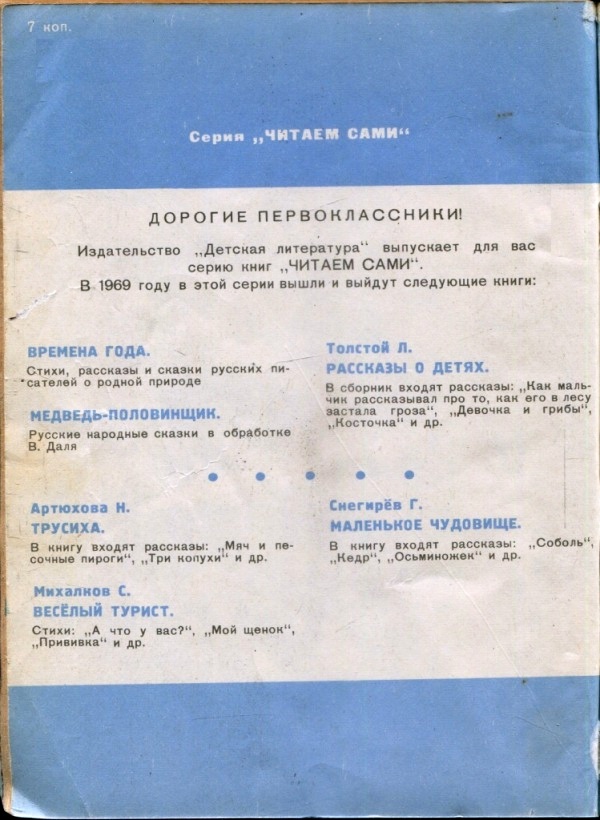 7 коп.
Серия „ЧИТАЕМ САМИ“
ДОРОГИЕ ПЕРВОКЛАССНИКИ!
Издательство „Детская литература“ выпускает для вас
серию книг „ЧИТАЕМ САМИ“.
В 1969 году в этой серии вышли и выйдут следующие книги:
ВРЕМЕНА ГОДА.
Стихи, рассказы и сказки русских пи-
сателей о родной природе
МЕДВЕДЬ-ПОЛОВИНЩИК.
Русские народные сказки в обработке
В. Даля
Толстой Л.
РАССКАЗЫ О ДЕТЯХ.
В сборник входят рассказы: „Как маль-
чик рассказывал про то, как его в лесу
застала гроза“, „Девочка и грибы“,
„Косточка“ и др.
Артюхова Н.
ТРУСИХА.
В книгу входят рассказы: „Мяч и пе-
сочные пироги“, „Три копухи“ и др.
Михалков С.
ВЕСЁЛЫЙ ТУРИСТ.
Стихи: „А что у вас?“, „Мой щенок“,
„Прививка“ и др.
Снегирёв Г.
МАЛЕНЬКОЕ ЧУДОВИЩЕ.
В книгу входят рассказы: „Соболь“,
„Кедр“, „Осьминожек“ и др.